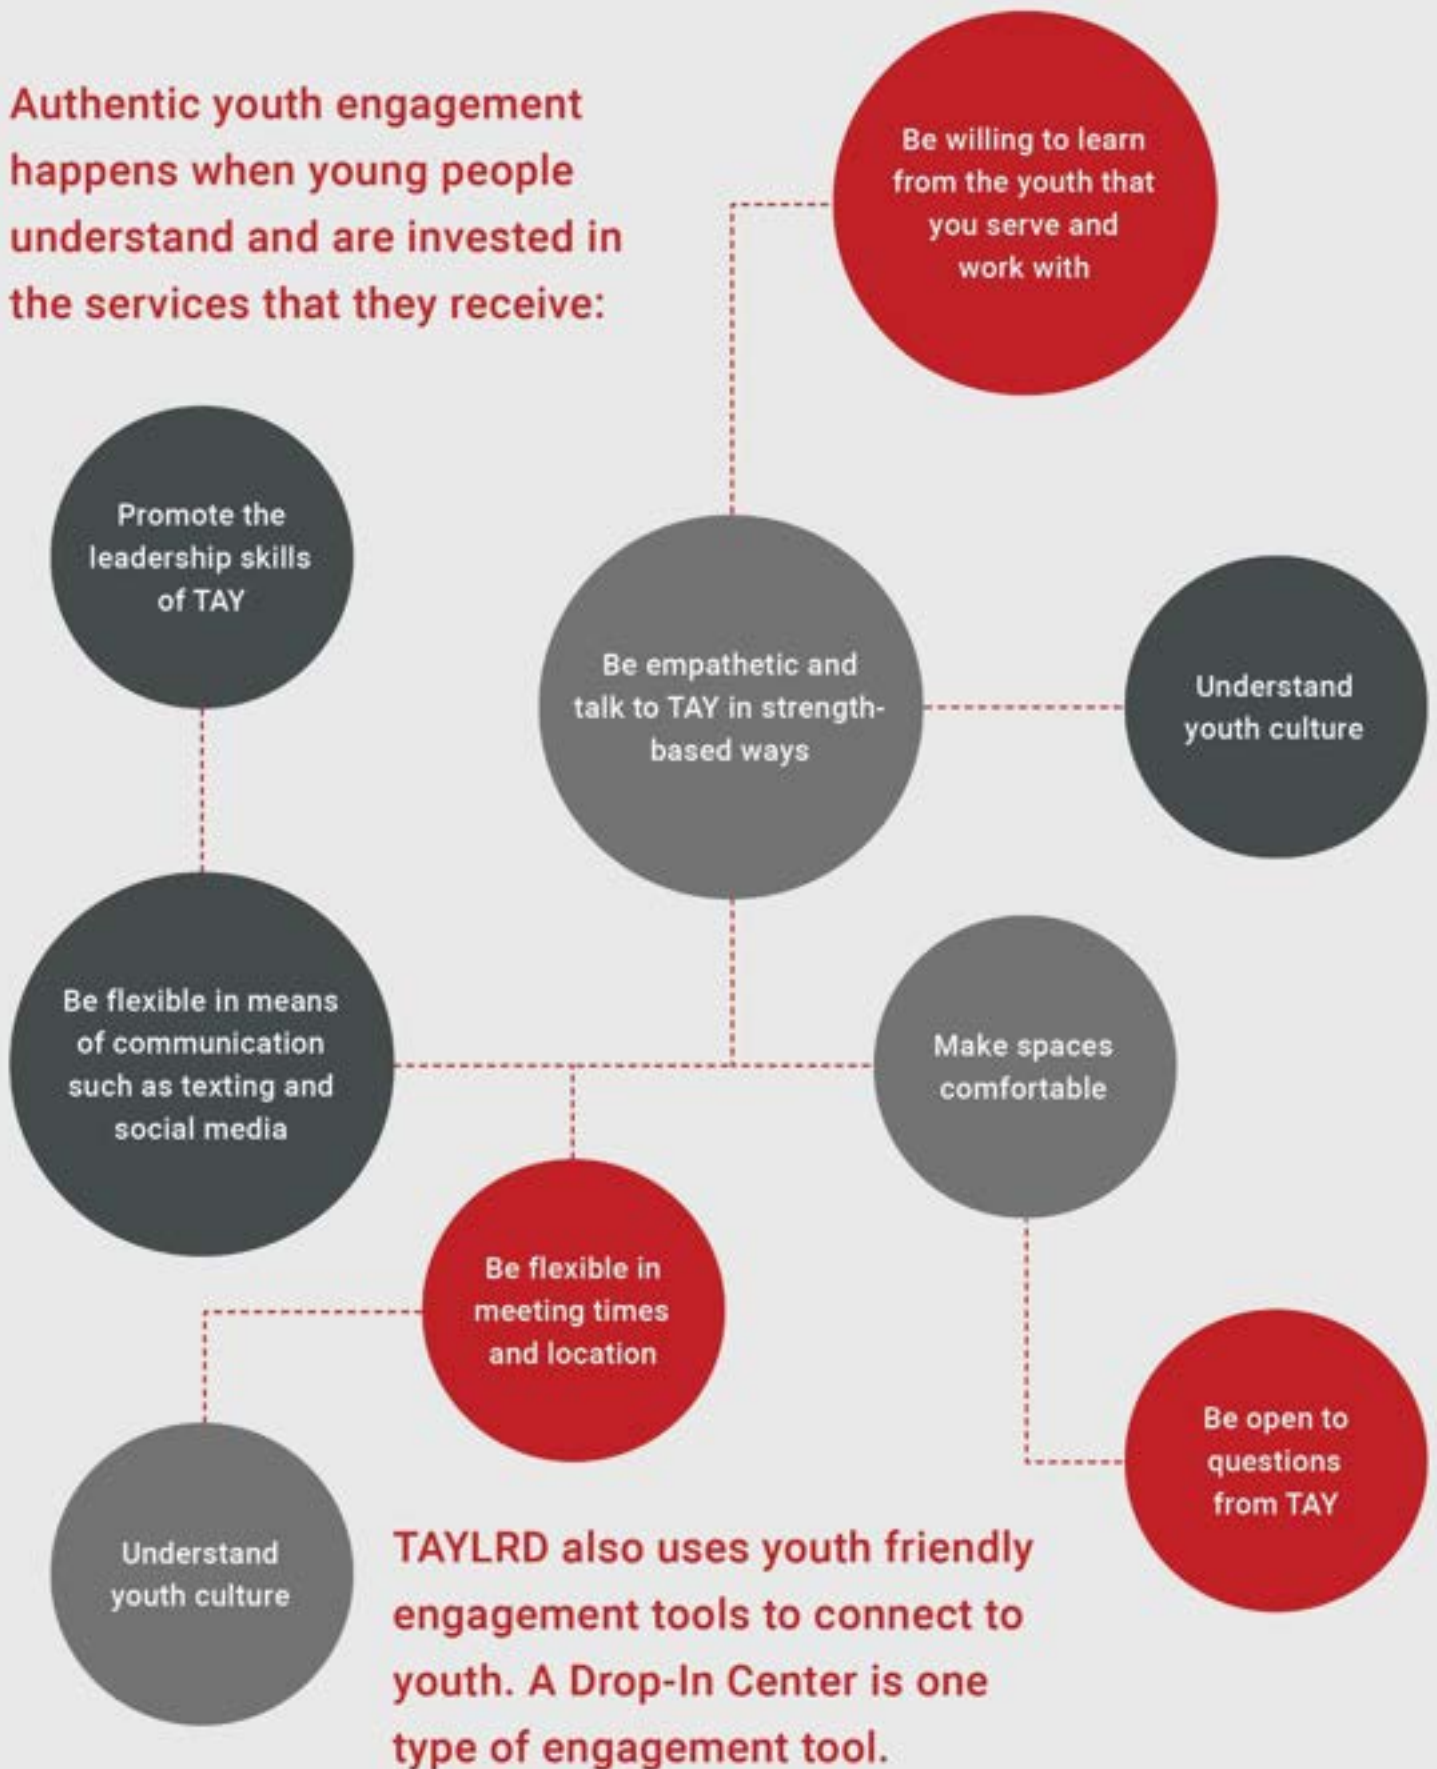 Authentic youth engagement
happens when young people
understand and are invested in
the services that they receive:
Be willing to learn
from the youth that
you serve and
work with
Promote the
leadership skills
of TAY
Be empathetic and
talk to TAY in strength-
based ways
Understand
youth culture
Be flexible in means
of communication
such as texting and
social media
Make spaces
comfortable
Be flexible in
meeting times
and location
Be open to
questions
from TAY
Understand
youth culture
TAYLRD also uses youth friendly
engagement tools to connect to
youth. A Drop-In Center is one
type of engagement tool.